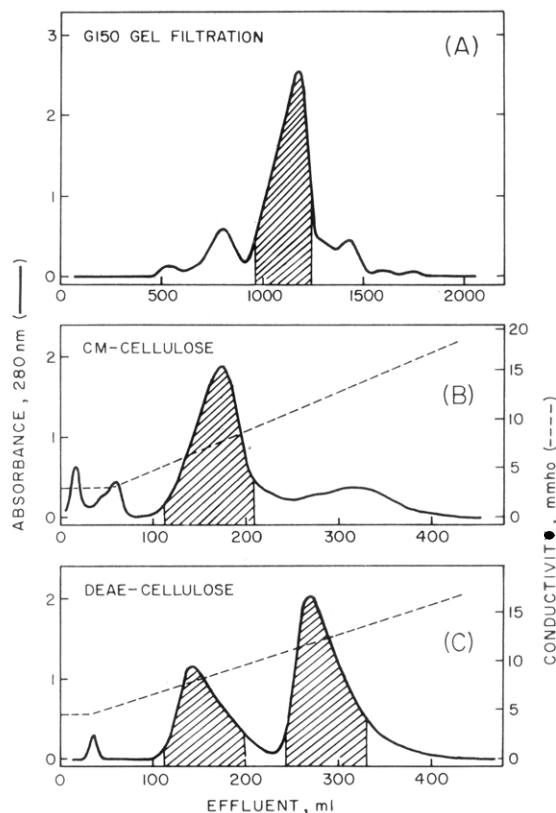 G150 GEL FILTRATION
(A)
3
2
1
0
500 1000 1500 2000
CM-CELLULOSE
(B)
2
1
0
20
15
10
5
0
0 100 200 300 400
DEAE-CELLULOSE
(C)
2
1
0
15
10
5
0
0 100 200 300 400
EFFLUENT, ml
ABSORBANCE, 280 nm (——)
CONDUCTIVIT , mmho (----)